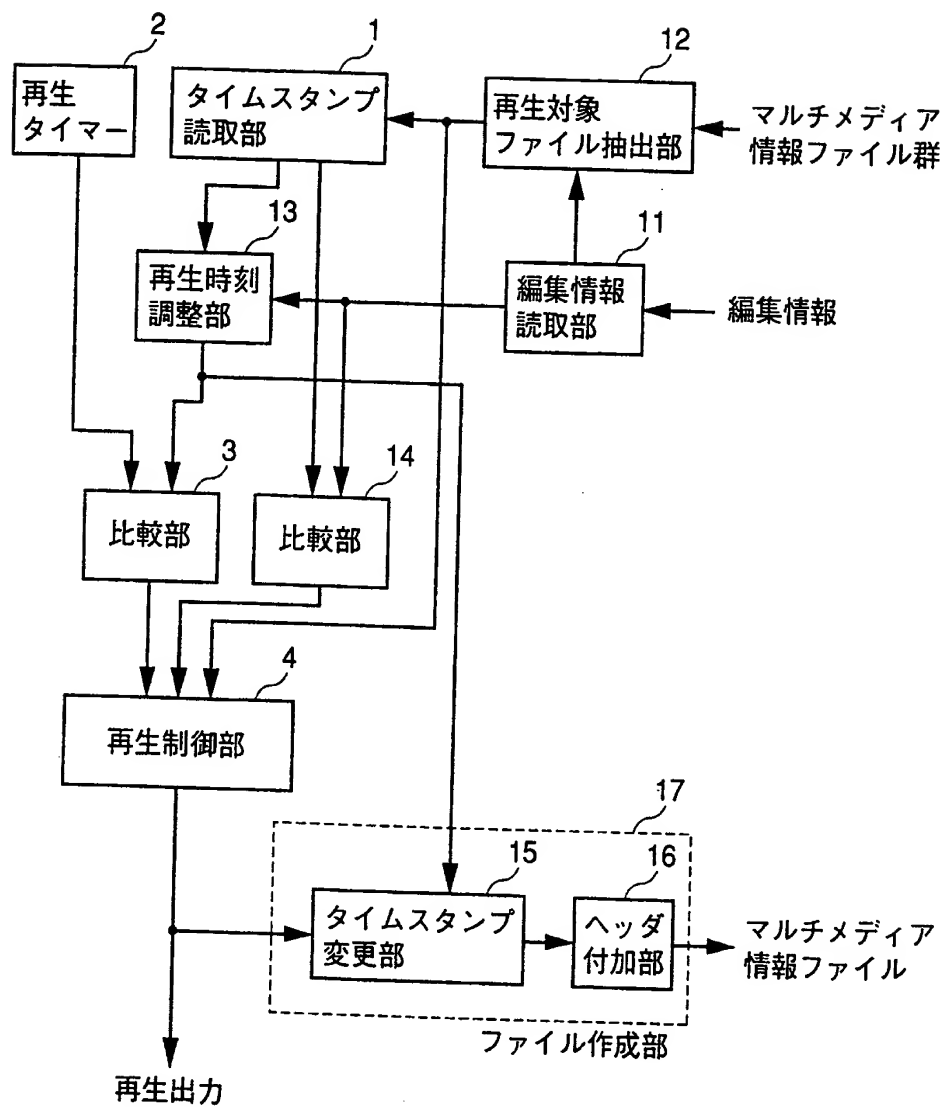 2
再生
タイマー
1
タイムスタンプ
読取部
12
再生対象
ファイル抽出部
マルチメディア
情報ファイル群
13
再生時刻
調整部
11
編集情報
読取部
編集情報
3
比較部
14
比較部
4
再生制御部
17
15
タイムスタンプ
変更部
16
ヘッダ
付加部
マルチメディア
情報ファイル
ファイル作成部
再生出力